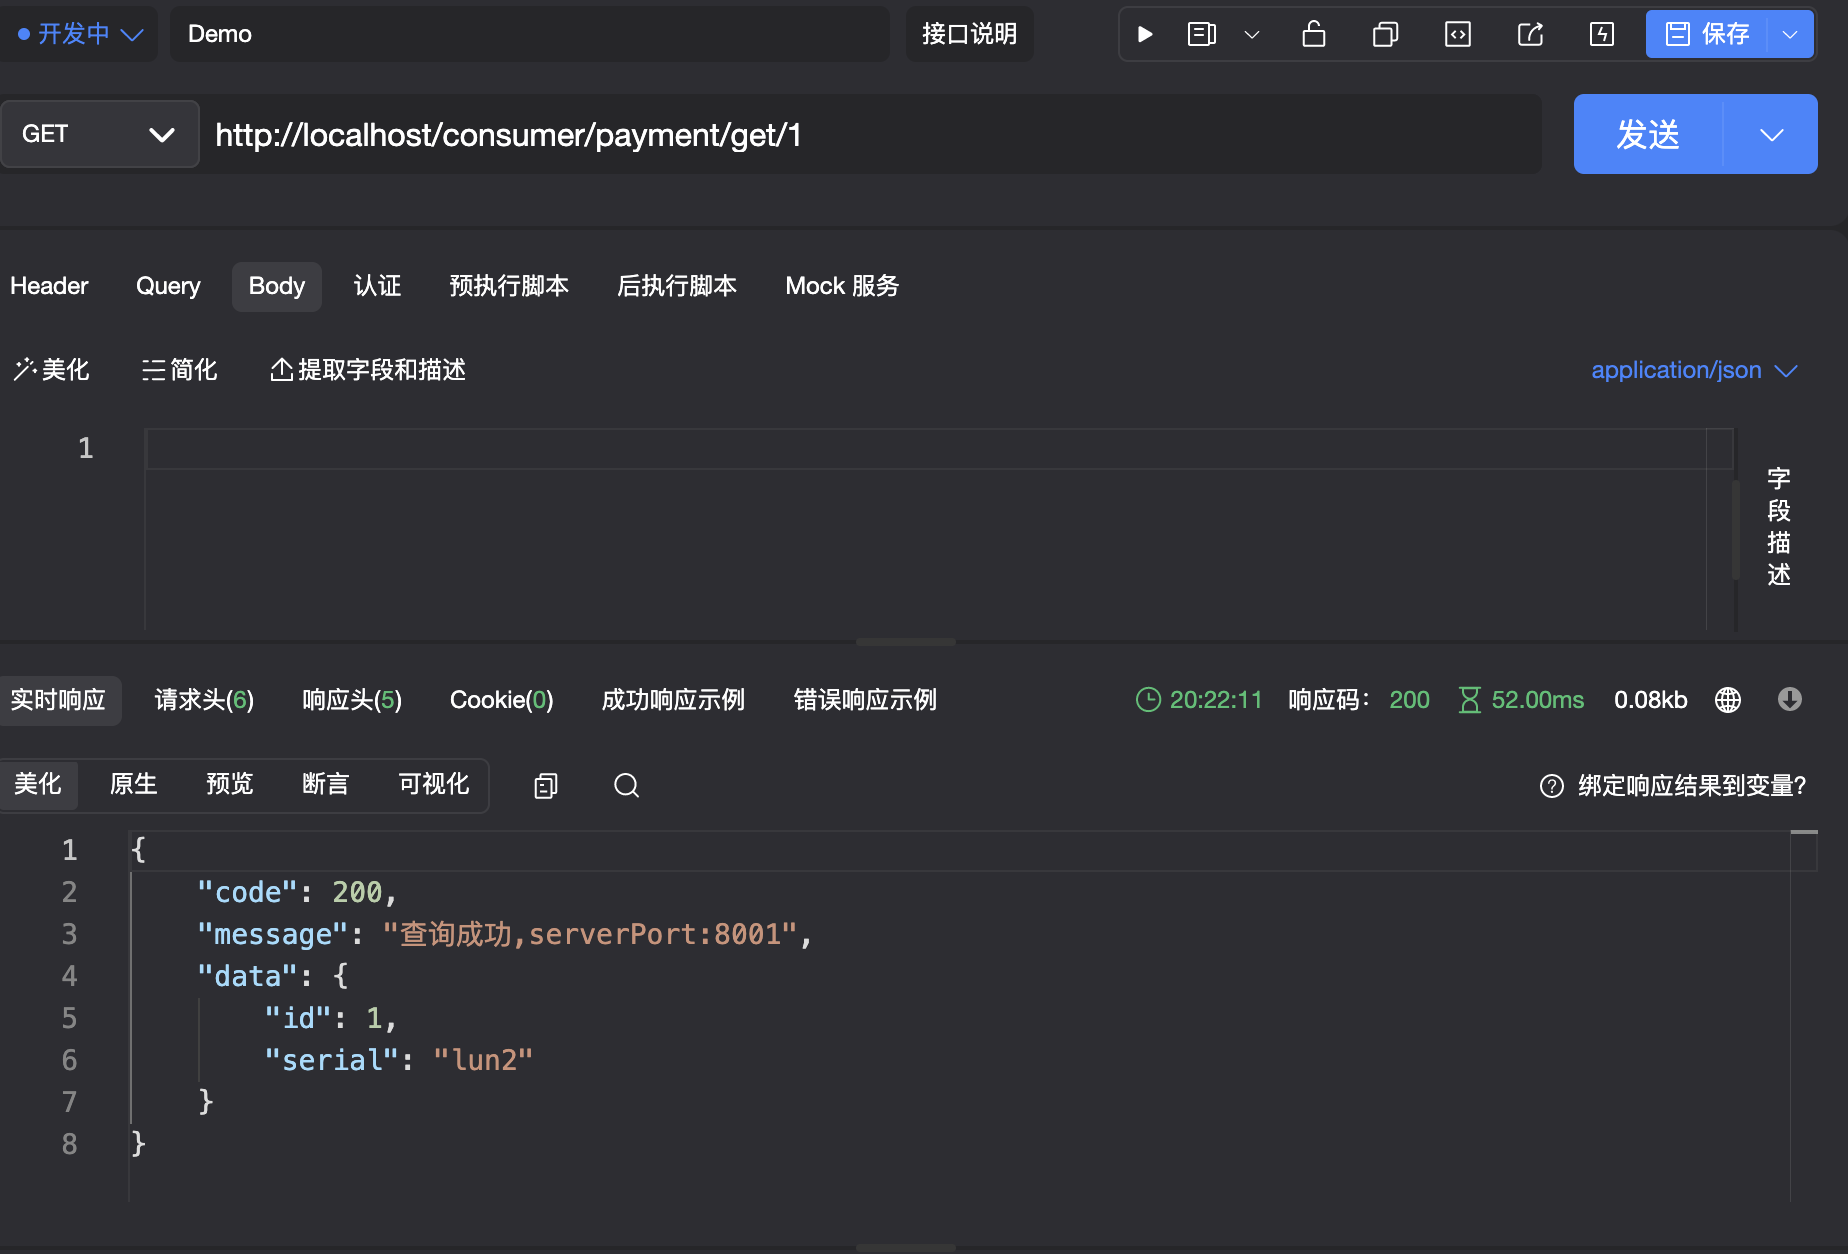 开发中
Demo
接口说明
保存
GET
http://localhost/consumer/payment/get/1
发送
Header Query Body 认证 预执行脚本 后执行脚本 Mock 服务
美化 简化 提取字段和描述
application/json
1
字段描述
实时响应 请求头(6) 响应头(5) Cookie(0) 成功响应示例 错误响应示例
20:22:11 响应码： 200 52.00ms 0.08kb
美化 原生 预览 断言 可视化
绑定响应结果到变量?
1 {
2 "code": 200,
3 "message": "查询成功,serverPort:8001",
4 "data": {
5 "id": 1,
6 "serial": "lun2"
7 }
8 }